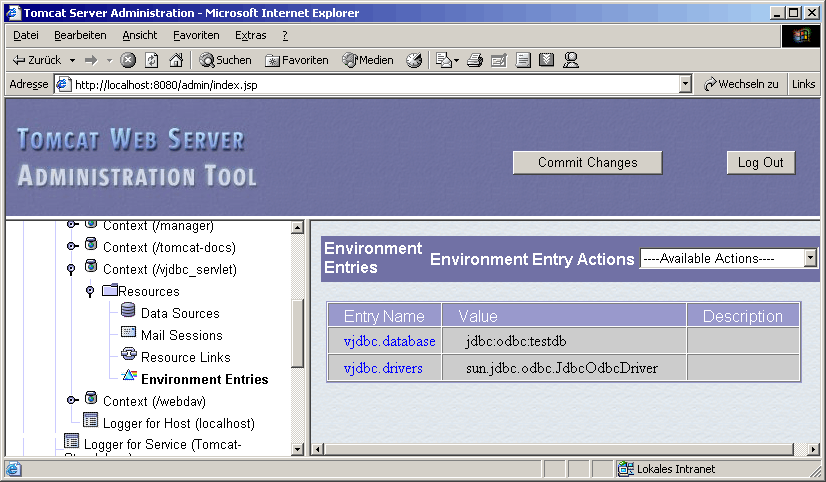 Tomcat Server Administration - Microsoft Internet Explorer
Datei Bearbeiten Ansicht Favoriten Extras ?
Zurück Suchen Favoriten Medien
Adresse http://localhost:8080/admin/index.jsp Wechseln zu Links
TOMCAT WEB SERVER
ADMINISTRATION TOOL
Commit Changes Log Out
Context (/manager)
Context (/tomcat-docs)
Context (/vjdbc_servlet)
Resources
Data Sources
Mail Sessions
Resource Links
Environment Entries
Context (/webdav)
Logger for Host (localhost)
Logger for Service (Tomcat-
Environment
Entries
Environment Entry Actions ----Available Actions----
Entry Name Value Description
vjdbc.database jdbc:odbc:testdb
vjdbc.drivers sun.jdbc.odbc.JdbcOdbcDriver
Lokales Intranet